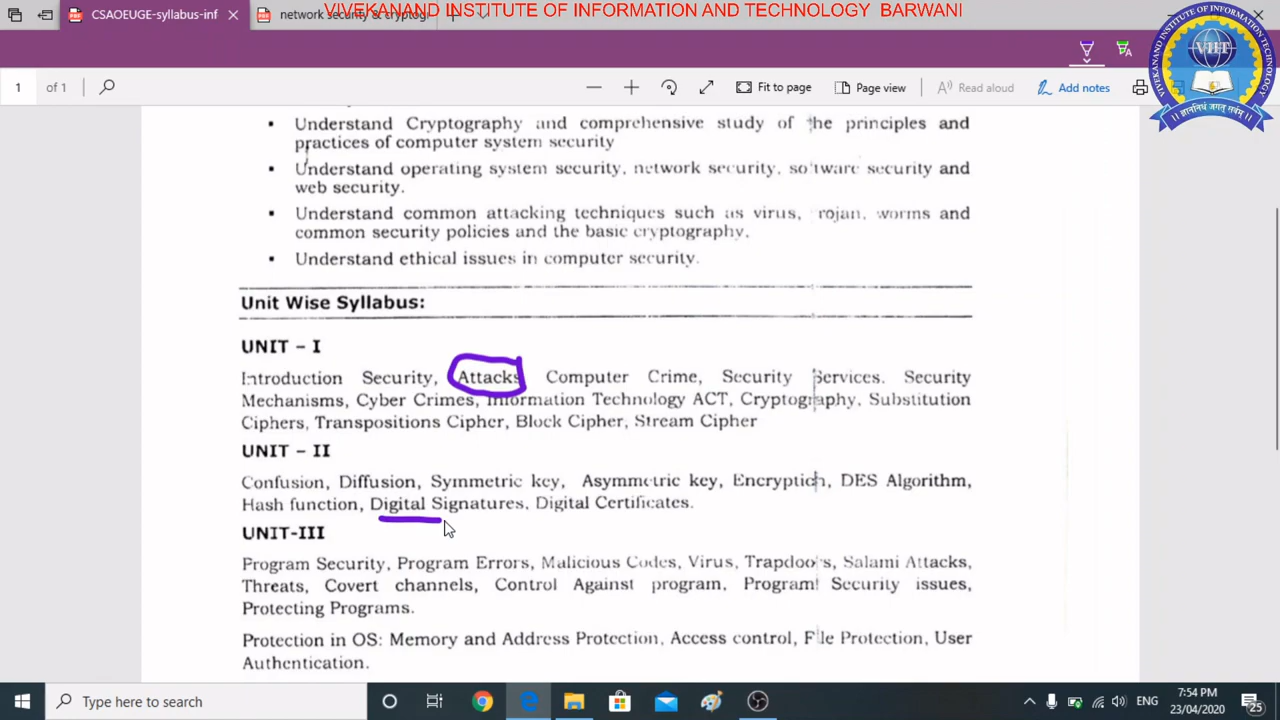 VIVEKANAND INSTITUTE OF INFORMATION AND TECHNOLOGY BARWANI
CSAOEUGE-syllabus-inf
network security & cryptog
1 of 1
Fit to page
Page view
Read aloud
Add notes
VIIT
VIVEKANAND INSTITUTE OF INFORMATION TECHNOLOGY
Understand Cryptography and comprehensive study of the principles and
practices of computer system security
Understand operating system security, network security, software security and
web security.
Understand common attacking techniques such as virus, rojan, worms and
common security policies and the basic cryptography.
Understand ethical issues in computer security.
Unit Wise Syllabus:
UNIT – I
Introduction Security, Attacks Computer Crime, Security Services. Security
Mechanisms, Cyber Crimes, Information Technology ACT, Cryptography, Substitution
Ciphers, Transpositions Cipher, Block Cipher, Stream Cipher
UNIT – II
Confusion, Diffusion, Symmetric key, Asymmetric key, Encryption, DES Algorithm,
Hash function, Digital Signatures, Digital Certificates.
UNIT-III
Program Security, Program Errors, Malicious Codes, Virus, Trapdoors, Salami Attacks,
Threats, Covert channels, Control Against program, Program Security issues,
Protecting Programs.
Protection in OS: Memory and Address Protection, Access control, File Protection, User
Authentication.
Type here to search
ENG
7:54 PM
23/04/2020
25